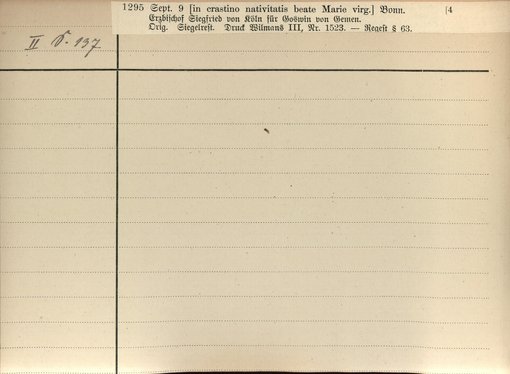 1295 Sept. 9 [in crastino nativitatis beate Marie virg.] Bonn. [4
Erzbischof Siegfried von Köln für Goswin von Gemen.
Orig. Siegelrest. Druck Wilmans III, Nr. 1523. — Regest § 63.
II 137